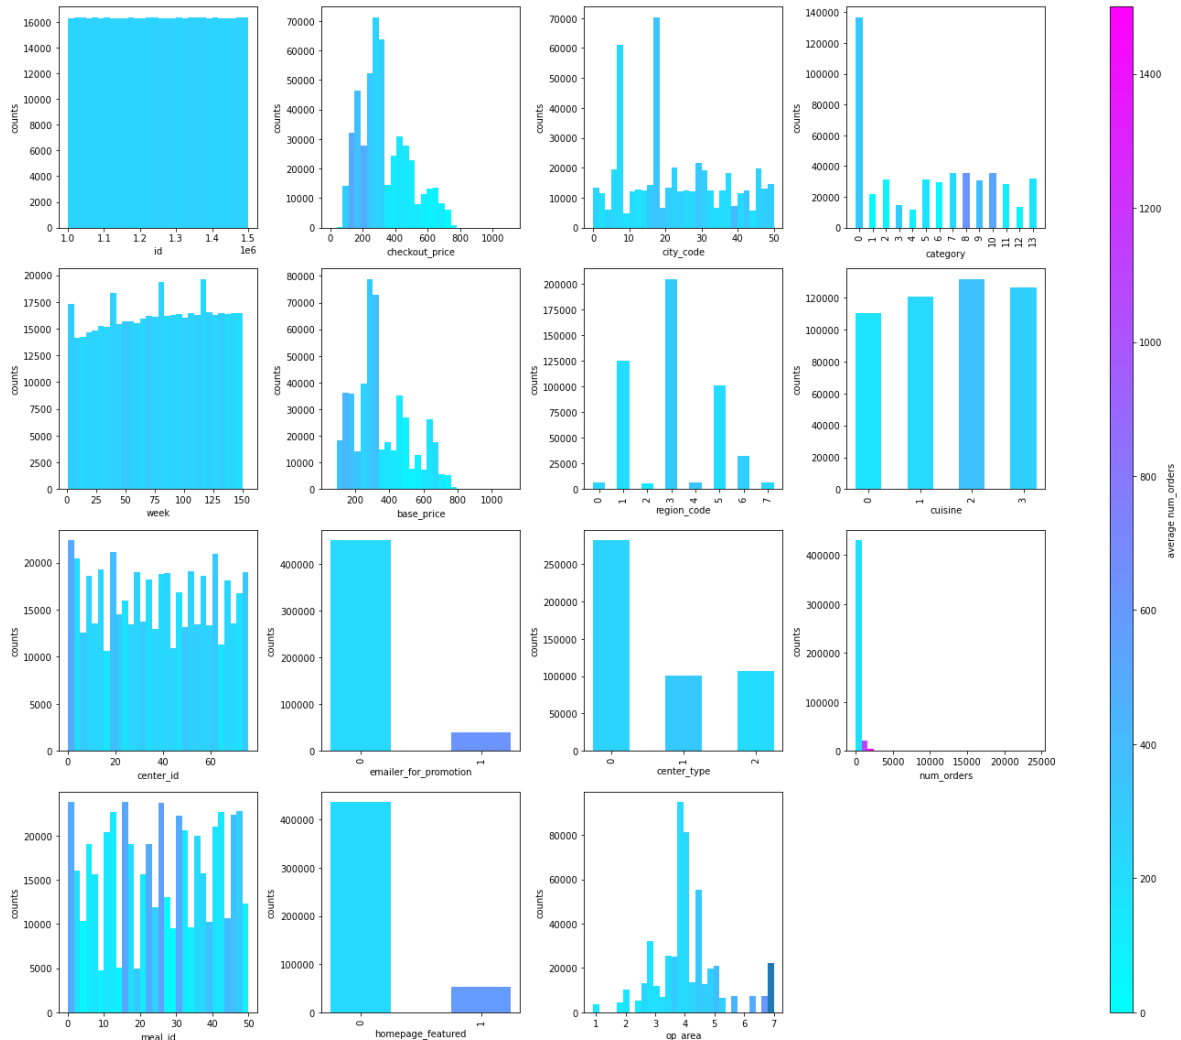 16000
14000
12000
10000
8000
6000
4000
2000
0
counts
1.0 1.1 1.2 1.3 1.4 1.5
1e6
id
70000
60000
50000
40000
30000
20000
10000
0
counts
200 400 600 800 1000
checkout_price
70000
60000
50000
40000
30000
20000
10000
0
counts
0 10 20 30 40 50
city_code
140000
120000
100000
80000
60000
40000
20000
0
counts
0 1 2 3 4 5 6 7 8 9 10 11 12 13
category
20000
17500
15000
12500
10000
7500
5000
2500
0
counts
0 25 50 75 100 125 150
week
80000
70000
60000
50000
40000
30000
20000
10000
0
counts
200 400 600 800 1000
base_price
200000
175000
150000
125000
100000
75000
50000
25000
0
counts
0 1 2 3 4 5 6 7
region_code
120000
100000
80000
60000
40000
20000
0
counts
0 1 2 3
cuisine
20000
15000
10000
5000
0
counts
0 20 40 60
center_id
400000
300000
200000
100000
0
counts
0 1
emailer_for_promotion
250000
200000
150000
100000
50000
0
counts
0 1 2
center_type
400000
300000
200000
100000
0
counts
0 5000 10000 15000 20000 25000
num_orders
20000
15000
10000
5000
0
counts
0 10 20 30 40 50
meal_id
400000
300000
200000
100000
0
counts
0 1
homepage_featured
80000
60000
40000
20000
0
counts
1 2 3 4 5 6 7
op_area
1400
1200
1000
800
600
400
200
0
average num_orders